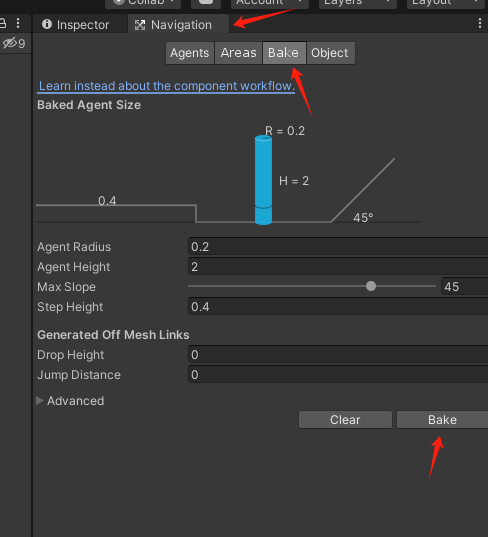 Collab Account Layers Layout
Inspector Navigation
9
Agents Areas Bake Object
Learn instead about the component workflow.
Baked Agent Size
R = 0.2
H = 2
0.4
45°
Agent Radius 0.2
Agent Height 2
Max Slope 45
Step Height 0.4
Generated Off Mesh Links
Drop Height 0
Jump Distance 0
Advanced
Clear Bake